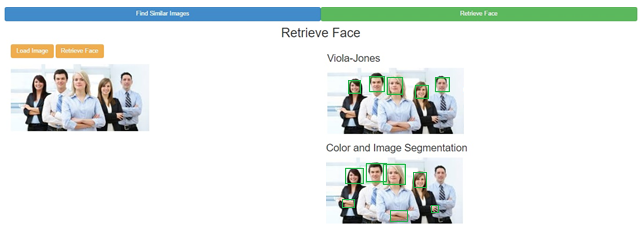 Find Similar Images
Retrieve Face
Retrieve Face
Load Image
Retrieve Face
Viola-Jones
Color and Image Segmentation